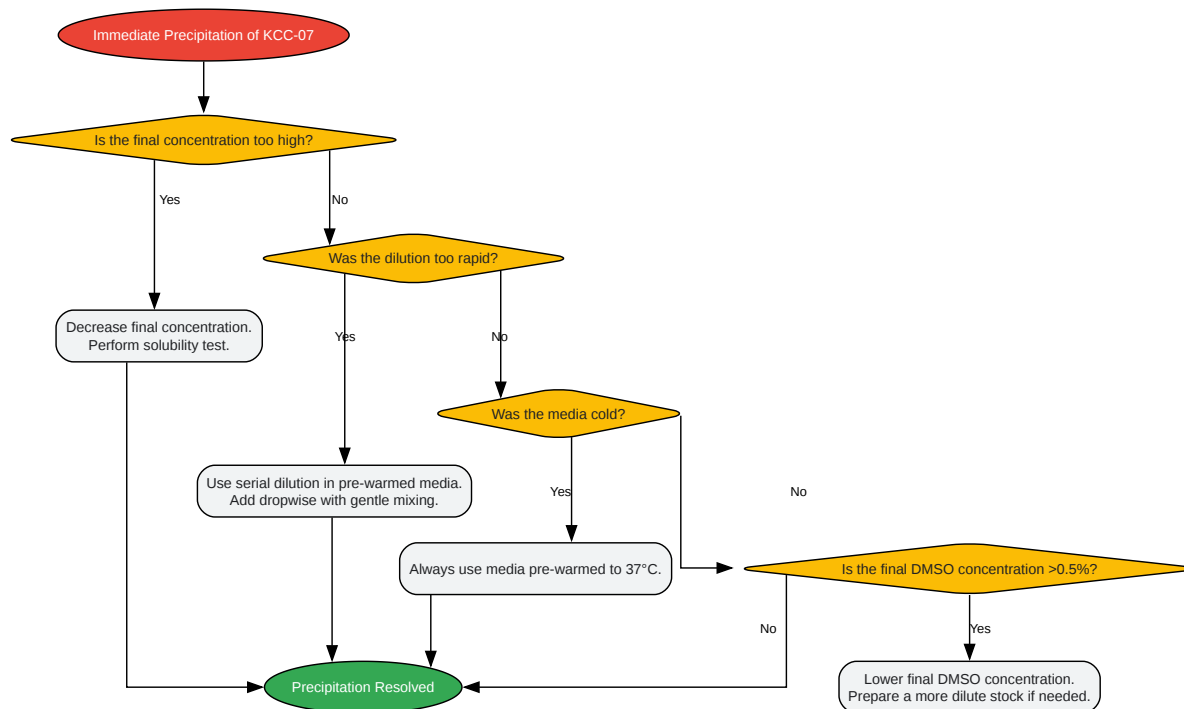 Immediate Precipitation of KCC-07
Is the final concentration too high?
Yes
No
Was the dilution too rapid?
Decrease final concentration.
Perform solubility test.
Yes
No
Was the media cold?
Use serial dilution in pre-warmed media.
Add dropwise with gentle mixing.
Yes
No
Always use media pre-warmed to 37°C.
Is the final DMSO concentration >0.5%?
No
Yes
Precipitation Resolved
Lower final DMSO concentration.
Prepare a more dilute stock if needed.